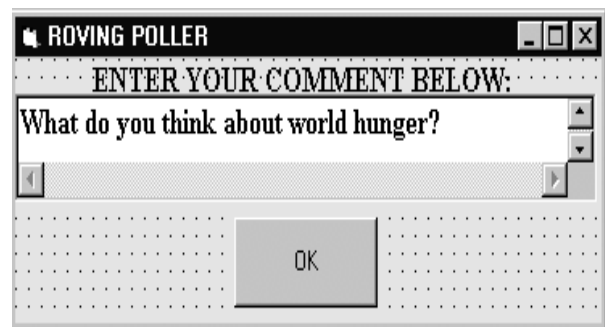 ROVING POLLER
ENTER YOUR COMMENT BELOW:
What do you think about world hunger?
OK